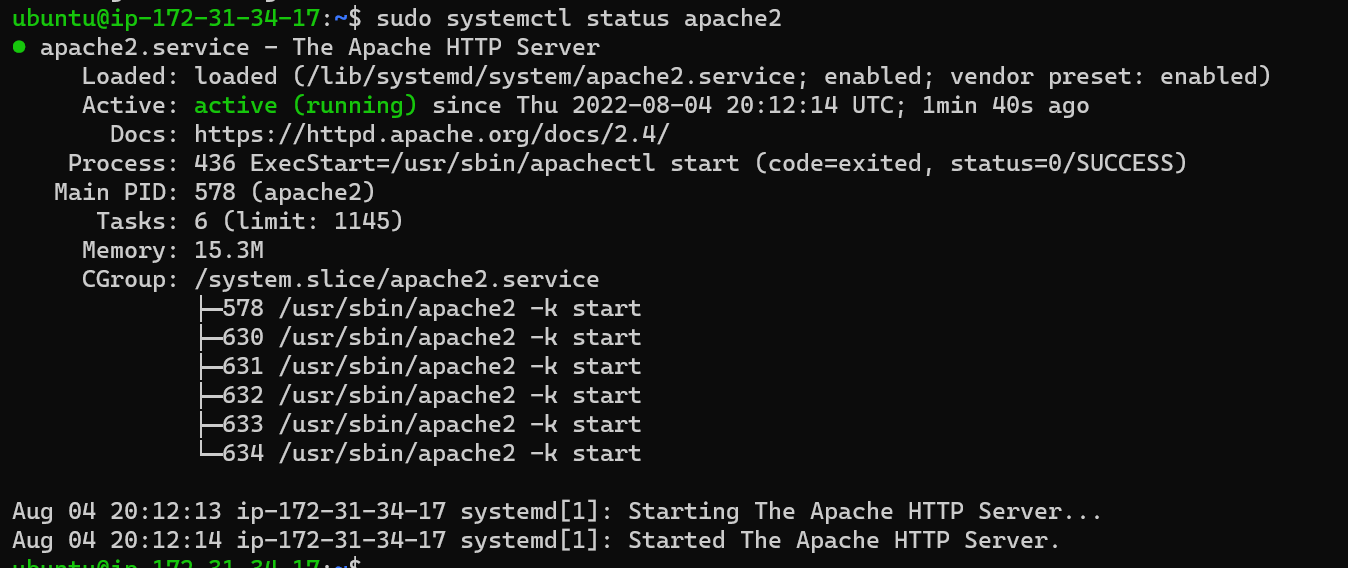 ubuntu@ip-172-31-34-17:~$ sudo systemctl status apache2
● apache2.service - The Apache HTTP Server
Loaded: loaded (/lib/systemd/system/apache2.service; enabled; vendor preset: enabled)
Active: active (running) since Thu 2022-08-04 20:12:14 UTC; 1min 40s ago
Docs: https://httpd.apache.org/docs/2.4/
Process: 436 ExecStart=/usr/sbin/apachectl start (code=exited, status=0/SUCCESS)
Main PID: 578 (apache2)
Tasks: 6 (limit: 1145)
Memory: 15.3M
CGroup: /system.slice/apache2.service
├─578 /usr/sbin/apache2 -k start
├─630 /usr/sbin/apache2 -k start
├─631 /usr/sbin/apache2 -k start
├─632 /usr/sbin/apache2 -k start
├─633 /usr/sbin/apache2 -k start
└─634 /usr/sbin/apache2 -k start
Aug 04 20:12:13 ip-172-31-34-17 systemd[1]: Starting The Apache HTTP Server...
Aug 04 20:12:14 ip-172-31-34-17 systemd[1]: Started The Apache HTTP Server.
ubuntu@ip-172-31-34-17:~$